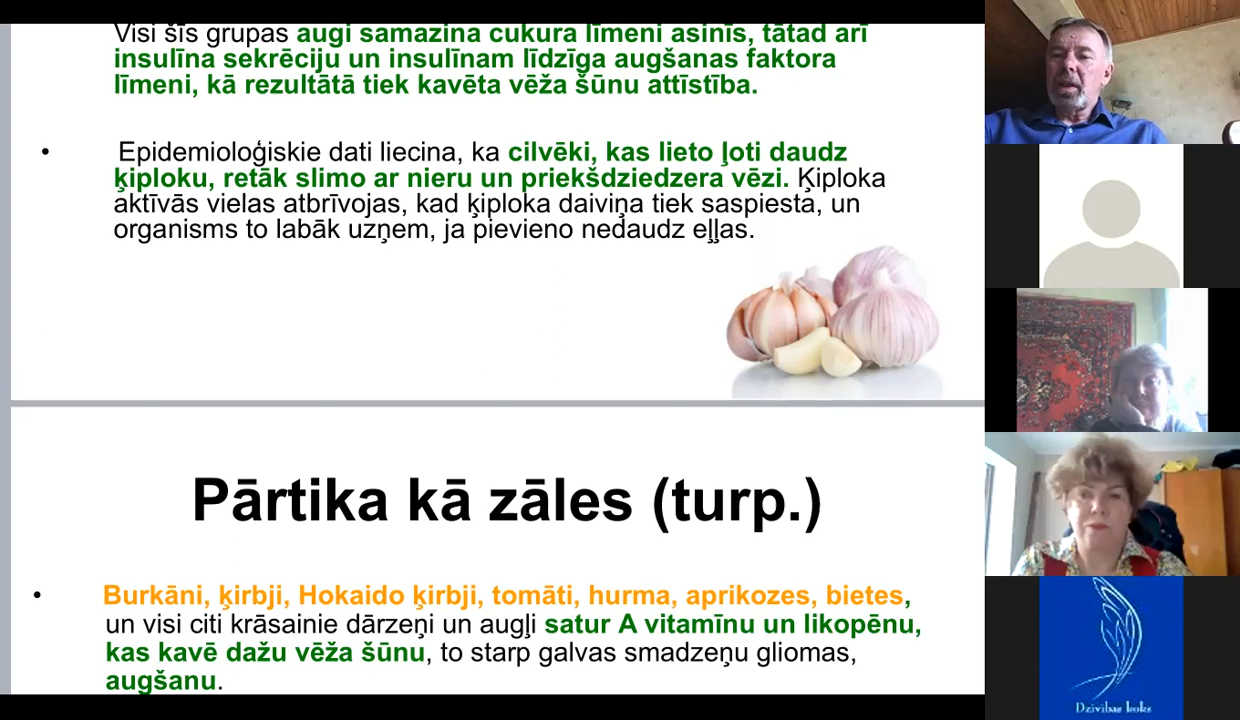 Visi šīs grupas augi samazina cukura līmeni asinīs, tātad arī
insulīna sekrēciju un insulīnam līdzīga augšanas faktora
līmeni, kā rezultātā tiek kavēta vēža šūnu attīstība.
• Epidemioloģiskie dati liecina, ka cilvēki, kas lieto ļoti daudz
ķiploku, retāk slimo ar nieru un priekšdziedzera vēzi. Ķiploka
aktīvās vielas atbrīvojas, kad ķiploka daiviņa tiek saspiesta, un
organisms to labāk uzņem, ja pievieno nedaudz eļļas.
Pārtika kā zāles (turp.)
• Burkāni, ķirbji, Hokaido ķirbji, tomāti, hurma, aprikozes, bietes,
un visi citi krāsainie dārzeņi un augļi satur A vitamīnu un likopēnu,
kas kavē dažu vēža šūnu, to starp galvas smadzeņu gliomas,
augšanu.
Dzīvības koks